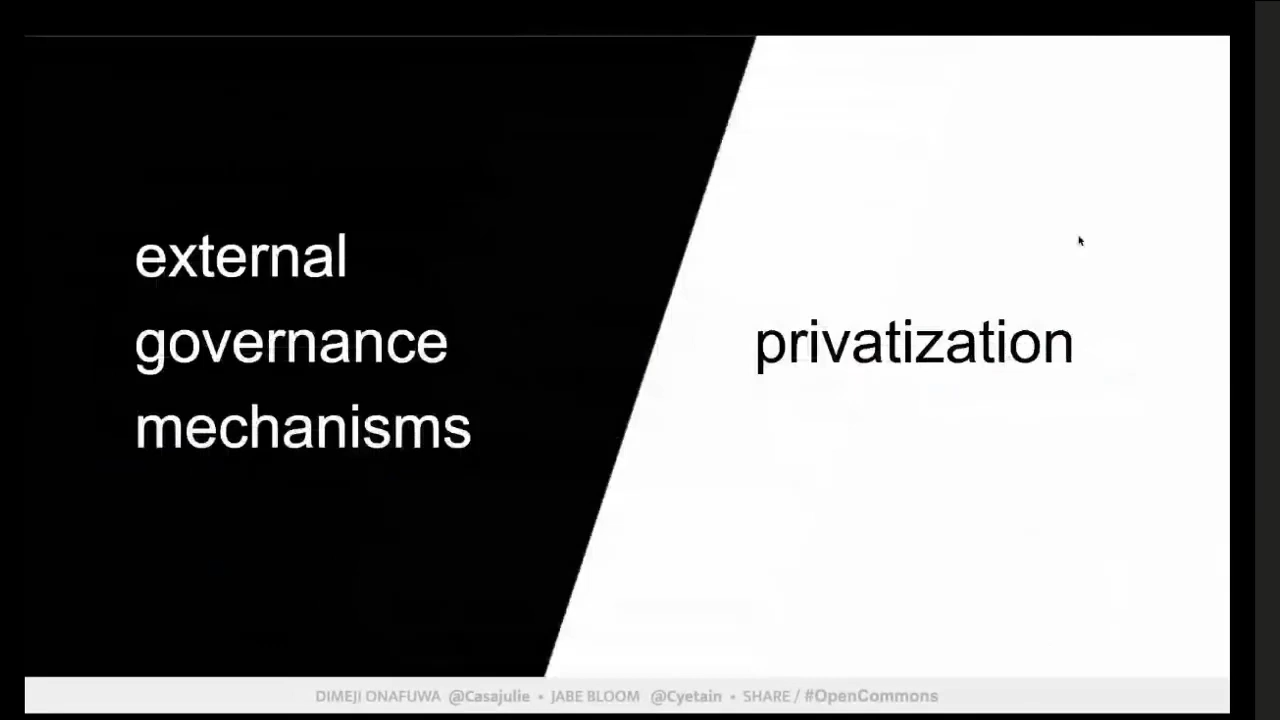 external
governance
mechanisms
privatization
DIMEJI ONAFUWA @Casajulie • JABE BLOOM @Cyetain • SHARE / #OpenCommons